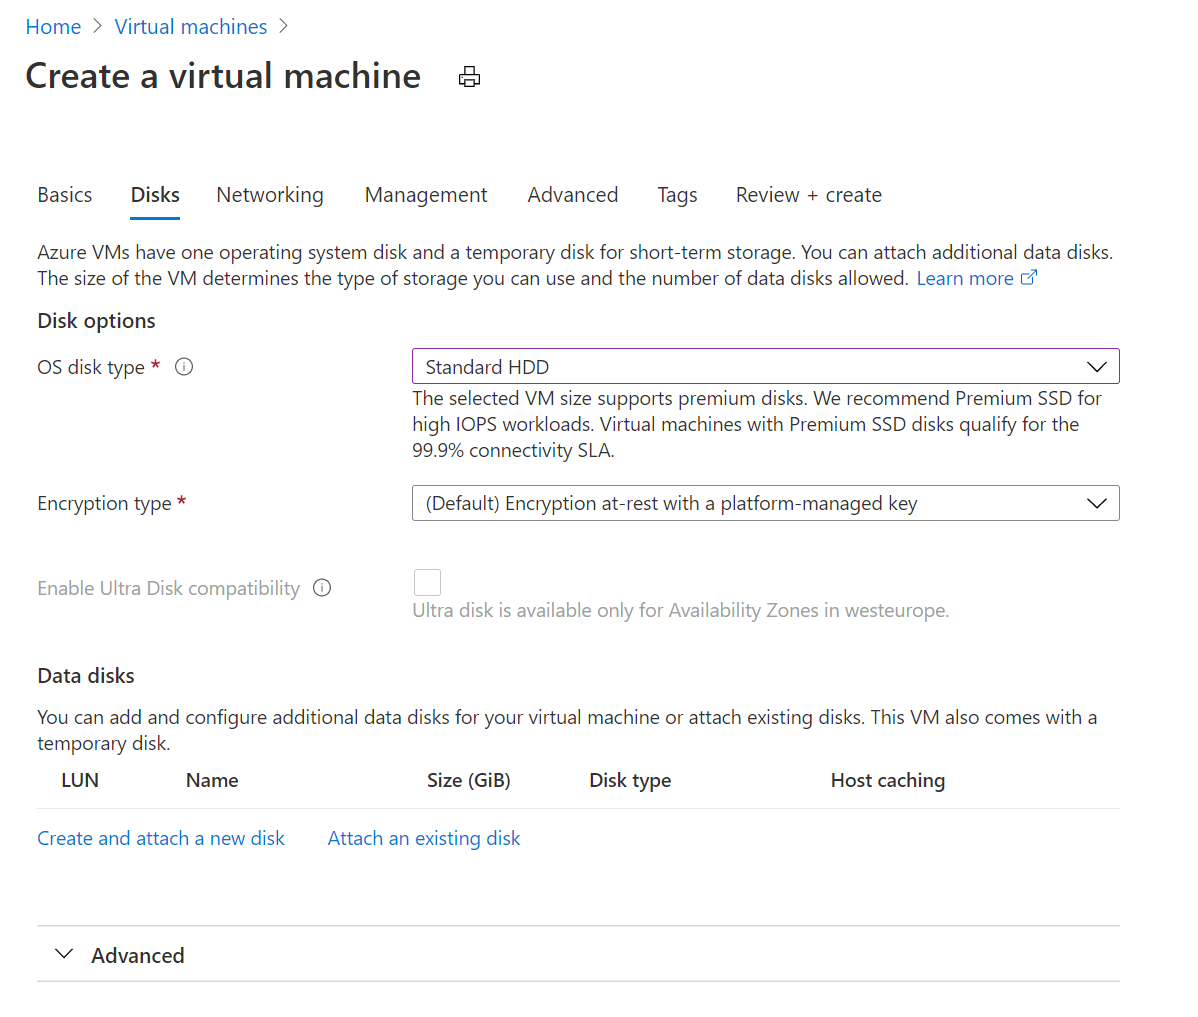 Home > Virtual machines >
Create a virtual machine
Basics Disks Networking Management Advanced Tags Review + create
Azure VMs have one operating system disk and a temporary disk for short-term storage. You can attach additional data disks.
The size of the VM determines the type of storage you can use and the number of data disks allowed. Learn more
Disk options
OS disk type * Standard HDD
The selected VM size supports premium disks. We recommend Premium SSD for
high IOPS workloads. Virtual machines with Premium SSD disks qualify for the
99.9% connectivity SLA.
Encryption type * (Default) Encryption at-rest with a platform-managed key
Enable Ultra Disk compatibility
Ultra disk is available only for Availability Zones in westeurope.
Data disks
You can add and configure additional data disks for your virtual machine or attach existing disks. This VM also comes with a
temporary disk.
LUN Name Size (GiB) Disk type Host caching
Create and attach a new disk Attach an existing disk
Advanced